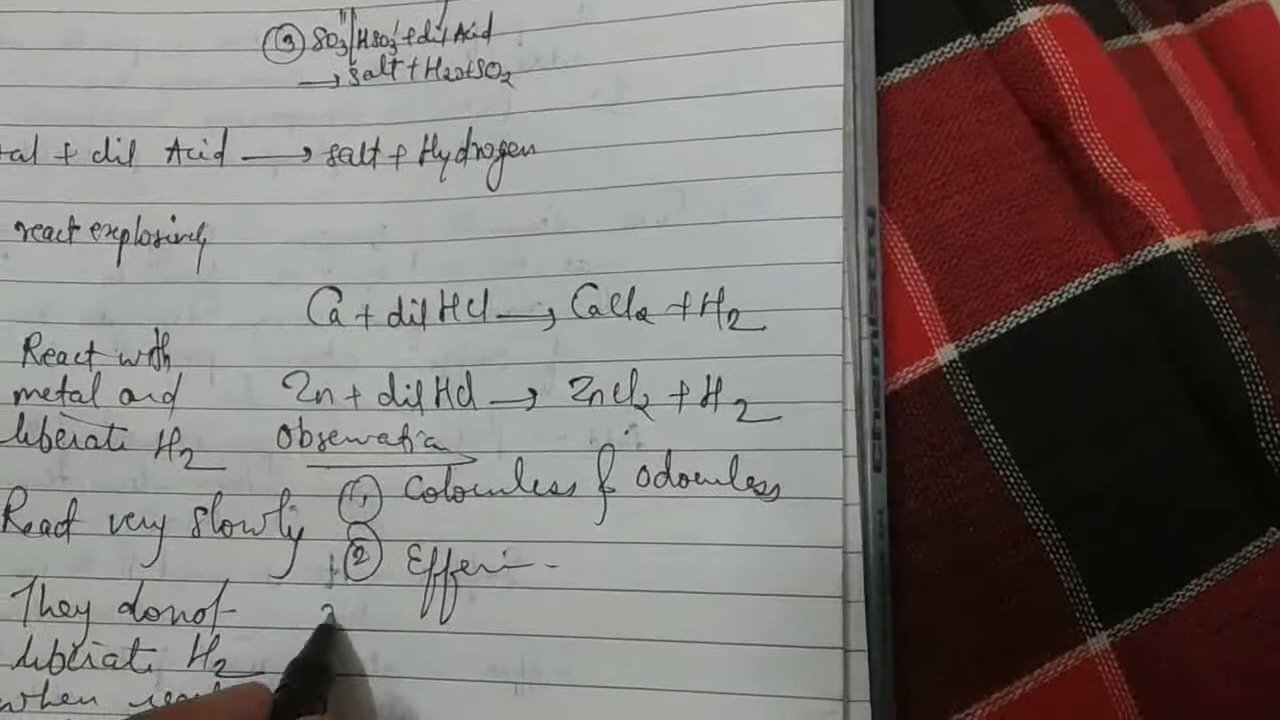 ③ SO3''/HSO3' + dil Acid
→ salt + H2O + SO2
tal + dil Acid → salt + Hydrogen
react explosively
Ca + dil HCl → CaCl2 + H2
React with
metal and Zn + dil HCl → ZnCl2 + H2
liberate H2 Observation
① Colourless & Odourless
React very slowly
② Efferi-
They donot
liberate H2
when